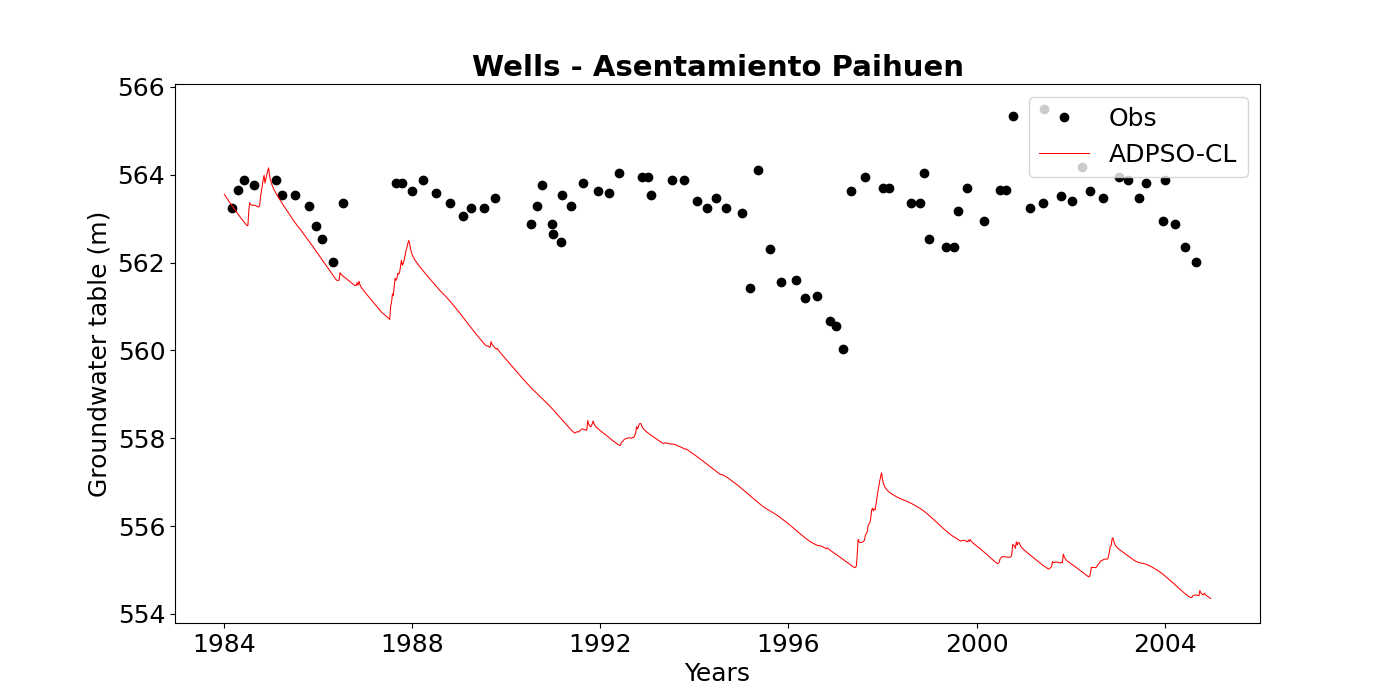 Wells - Asentamiento Paihuen
Groundwater table (m)
566
564
562
560
558
556
554
Obs
ADPSO-CL
1984 1988 1992 1996 2000 2004
Years